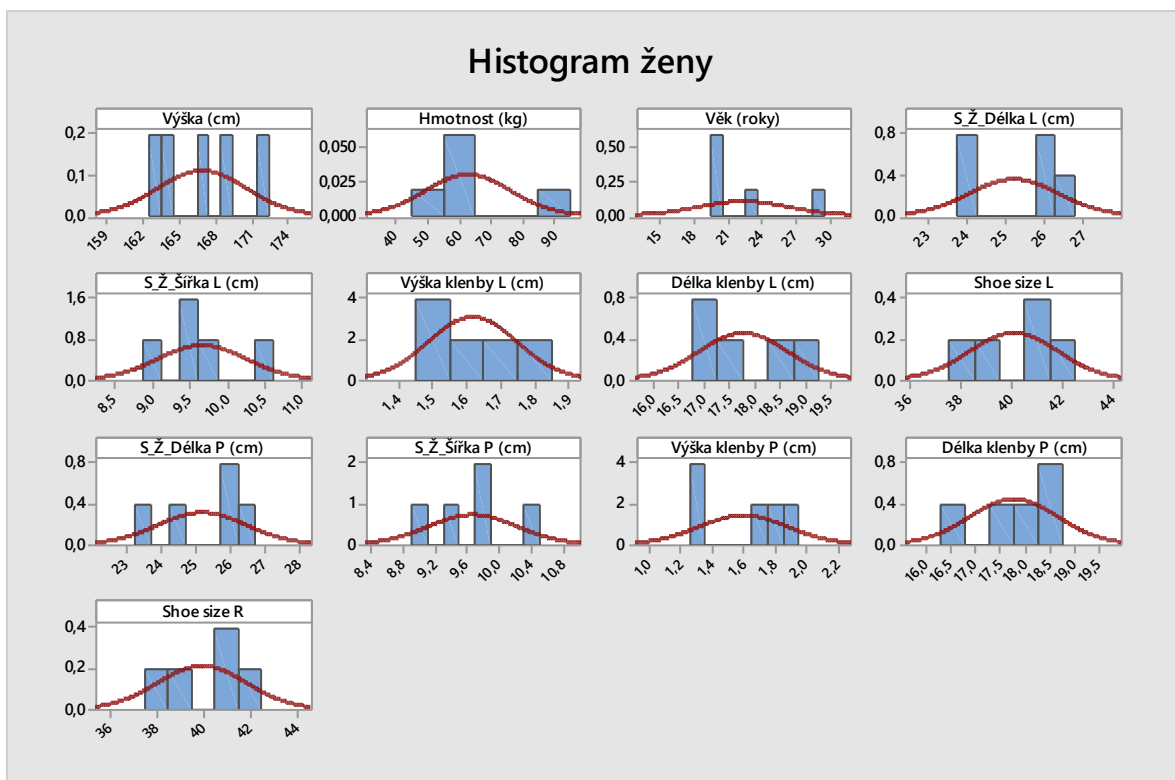 Histogram ženy
Výška (cm)
0,2
0,1
0,0
159 162 165 168 171 174
Hmotnost (kg)
0,050
0,025
0,000
40 50 60 70 80 90
Věk (roky)
0,50
0,25
0,00
15 18 21 24 27 30
S_Ž_Délka L (cm)
0,8
0,4
0,0
23 24 25 26 27
S_Ž_Šířka L (cm)
1,6
0,8
0,0
8,5 9,0 9,5 10,0 10,5 11,0
Výška klenby L (cm)
4
2
0
1,4 1,5 1,6 1,7 1,8 1,9
Délka klenby L (cm)
0,8
0,4
0,0
16,0 16,5 17,0 17,5 18,0 18,5 19,0 19,5
Shoe size L
0,4
0,2
0,0
36 38 40 42 44
S_Ž_Délka P (cm)
0,8
0,4
0,0
23 24 25 26 27 28
S_Ž_Šířka P (cm)
2
1
0
8,4 8,8 9,2 9,6 10,0 10,4 10,8
Výška klenby P (cm)
4
2
0
1,0 1,2 1,4 1,6 1,8 2,0 2,2
Délka klenby P (cm)
0,8
0,4
0,0
16,0 16,5 17,0 17,5 18,0 18,5 19,0 19,5
Shoe size R
0,4
0,2
0,0
36 38 40 42 44